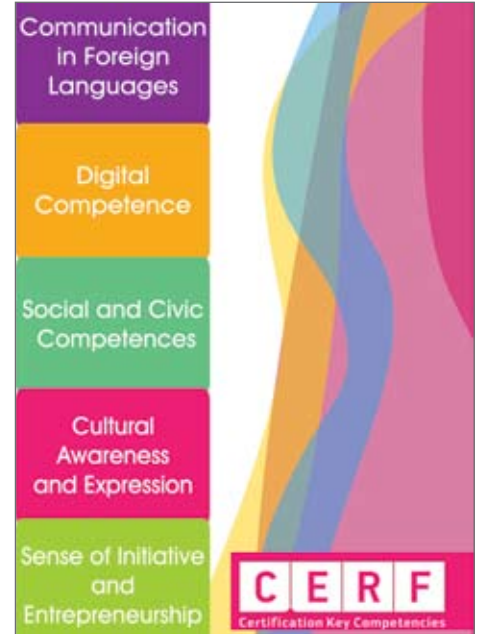 Communication
in Foreign
Languages
Digital
Competence
Social and Civic
Competences
Cultural
Awareness
and Expression
Sense of Initiative
and
Entrepreneurship
CERF
Certification Key Competencies